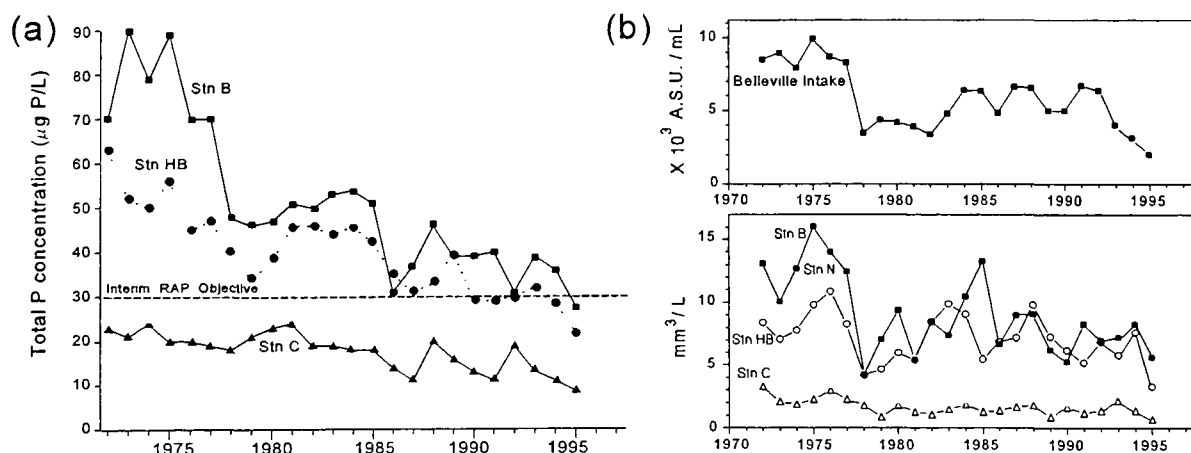 (a)
Total P concentration (μg P/L)
90
80
70
60
50
40
30
20
10
0
Stn B
Stn HB
Interim RAP Objective
Stn C
1975
1980
1985
1990
1995
(b)
X 10³ A.S.U. / mL
10
5
0
Belleville Intake
1970
1975
1980
1985
1990
1995
mm³/ L
15
10
5
0
Stn B
Stn N
Stn HB
Stn C
1970
1975
1980
1985
1990
1995